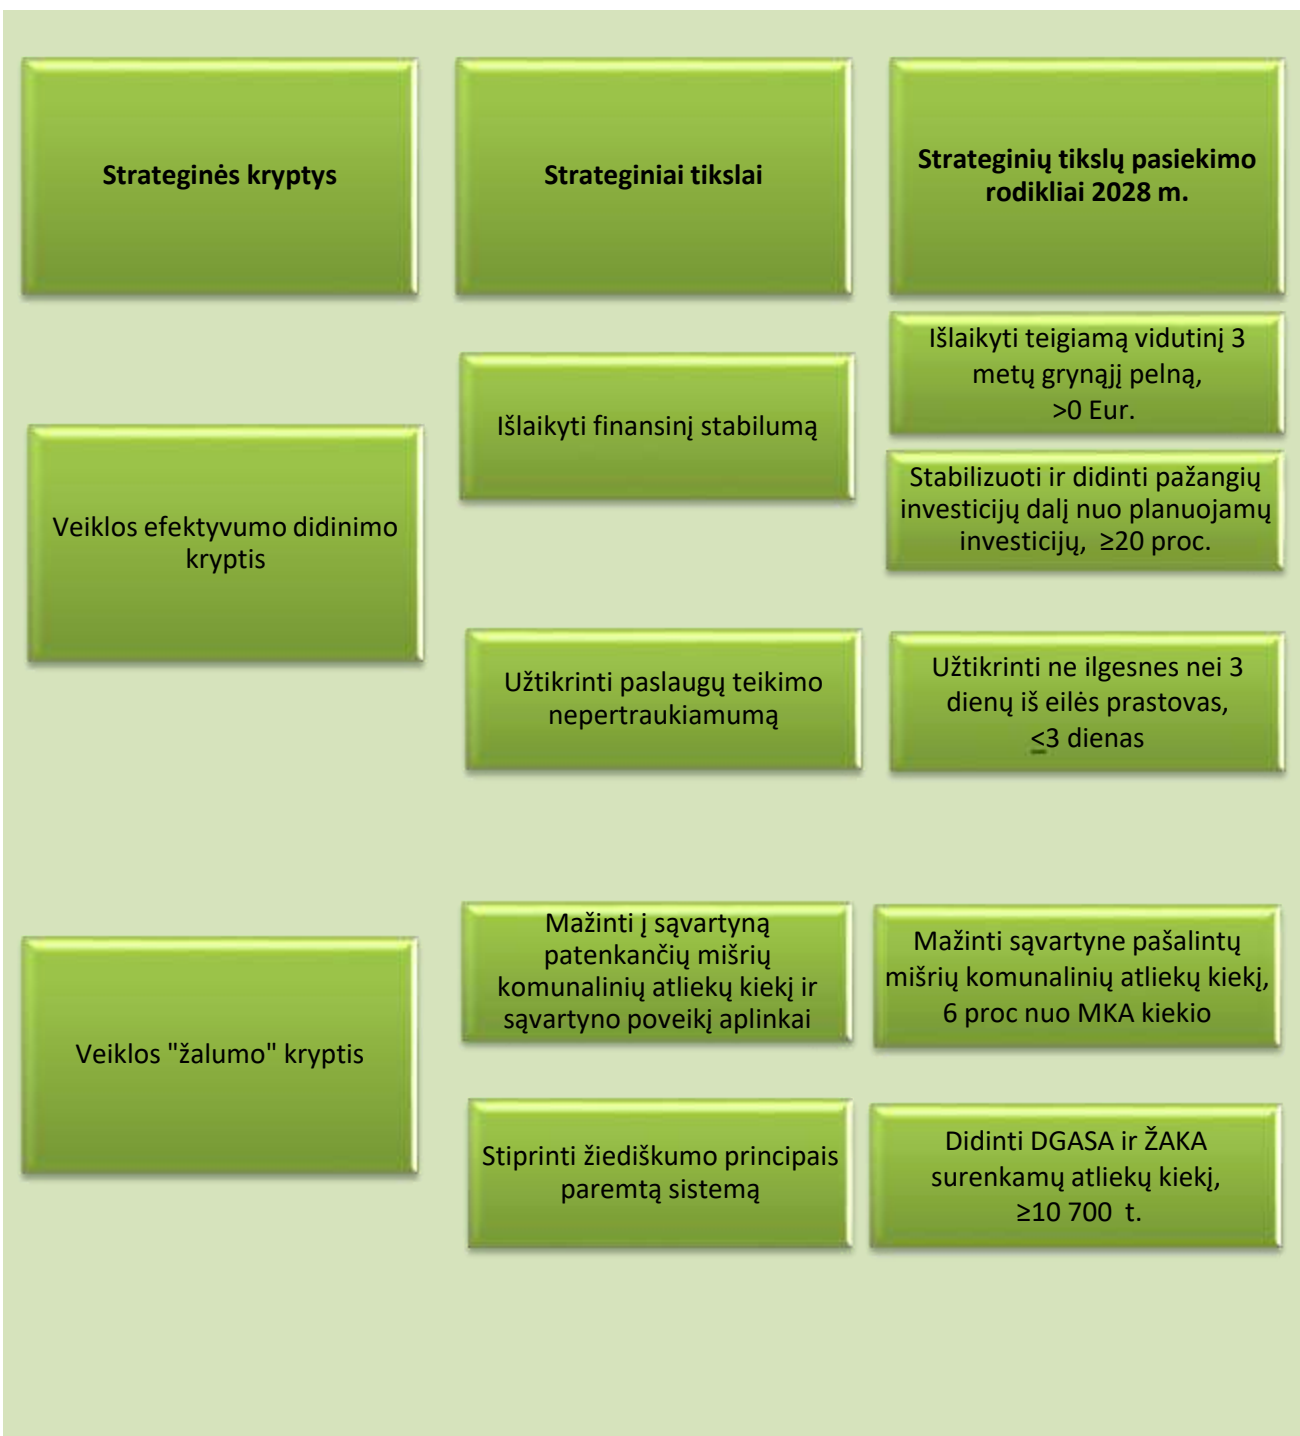 Strateginės kryptys
Strateginiai tikslai
Strateginių tikslų pasiekimo
rodikliai 2028 m.
Veiklos efektyvumo didinimo
kryptis
Išlaikyti finansinį stabilumą
Išlaikyti teigiamą vidutinį 3
metų grynąjį pelną,
>0 Eur.
Stabilizuoti ir didinti pažangių
investicijų dalį nuo planuojamų
investicijų, ≥20 proc.
Užtikrinti paslaugų teikimo
nepertraukiamumą
Užtikrinti ne ilgesnes nei 3
dienų iš eilės prastovas,
<3 dienas
Veiklos "žalumo" kryptis
Mažinti į sąvartyną
patenkančių mišrių
komunalinių atliekų kiekį ir
sąvartyno poveikį aplinkai
Mažinti sąvartyne pašalintų
mišrių komunalinių atliekų kiekį,
6 proc nuo MKA kiekio
Stiprinti žiediškumo principais
paremtą sistemą
Didinti DGASA ir ŽAKA
surenkamų atliekų kiekį,
≥10 700 t.